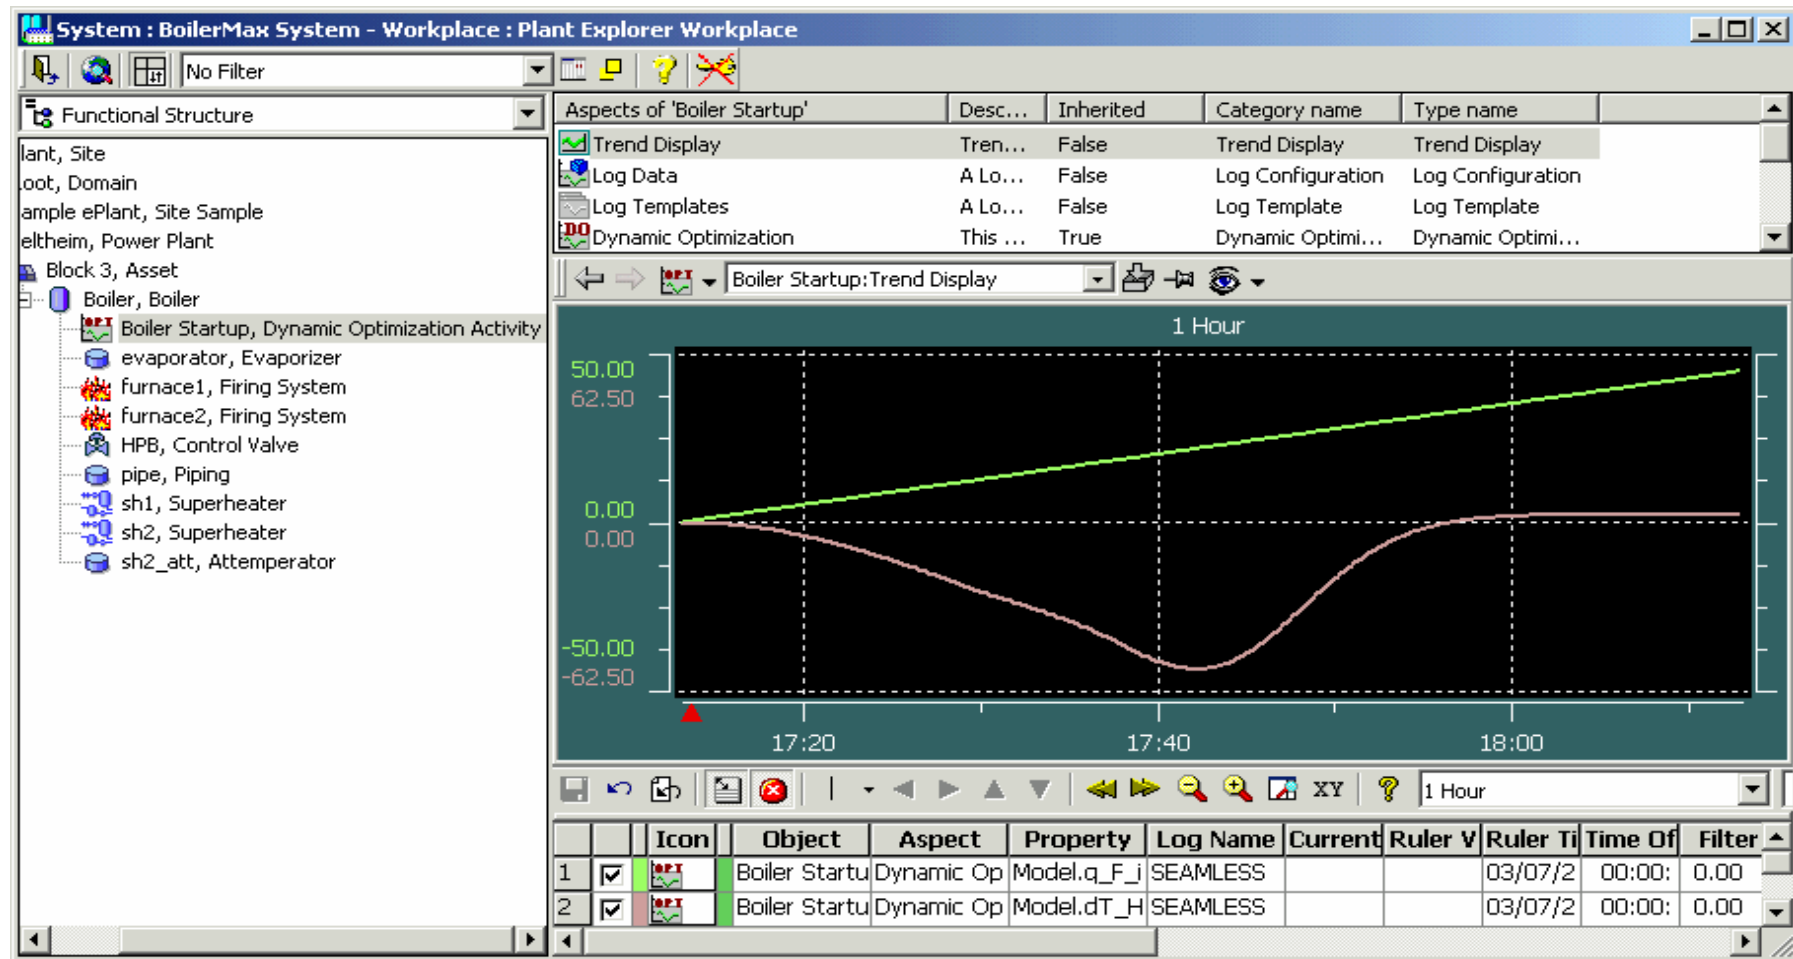 System : BoilerMax System - Workplace : Plant Explorer Workplace
No Filter
Functional Structure
lant, Site
oot, Domain
ample ePlant, Site Sample
eltheim, Power Plant
Block 3, Asset
Boiler, Boiler
Boiler Startup, Dynamic Optimization Activity
evaporator, Evaporizer
furnace1, Firing System
furnace2, Firing System
HPB, Control Valve
pipe, Piping
sh1, Superheater
sh2, Superheater
sh2_att, Attemperator
Aspects of 'Boiler Startup' Desc... Inherited Category name Type name
Trend Display Tren... False Trend Display Trend Display
Log Data A Lo... False Log Configuration Log Configuration
Log Templates A Lo... False Log Template Log Template
DO Dynamic Optimization This ... True Dynamic Optimi... Dynamic Optimi...
OPT Boiler Startup:Trend Display
1 Hour
50.00
62.50
0.00
0.00
-50.00
-62.50
17:20 17:40 18:00
XY 1 Hour
Icon Object Aspect Property Log Name Current Ruler V Ruler Ti Time Of Filter
1 OPT Boiler Startu Dynamic Op Model.q_F_i SEAMLESS 03/07/2 00:00: 0.00
2 OPT Boiler Startu Dynamic Op Model.dT_H SEAMLESS 03/07/2 00:00: 0.00